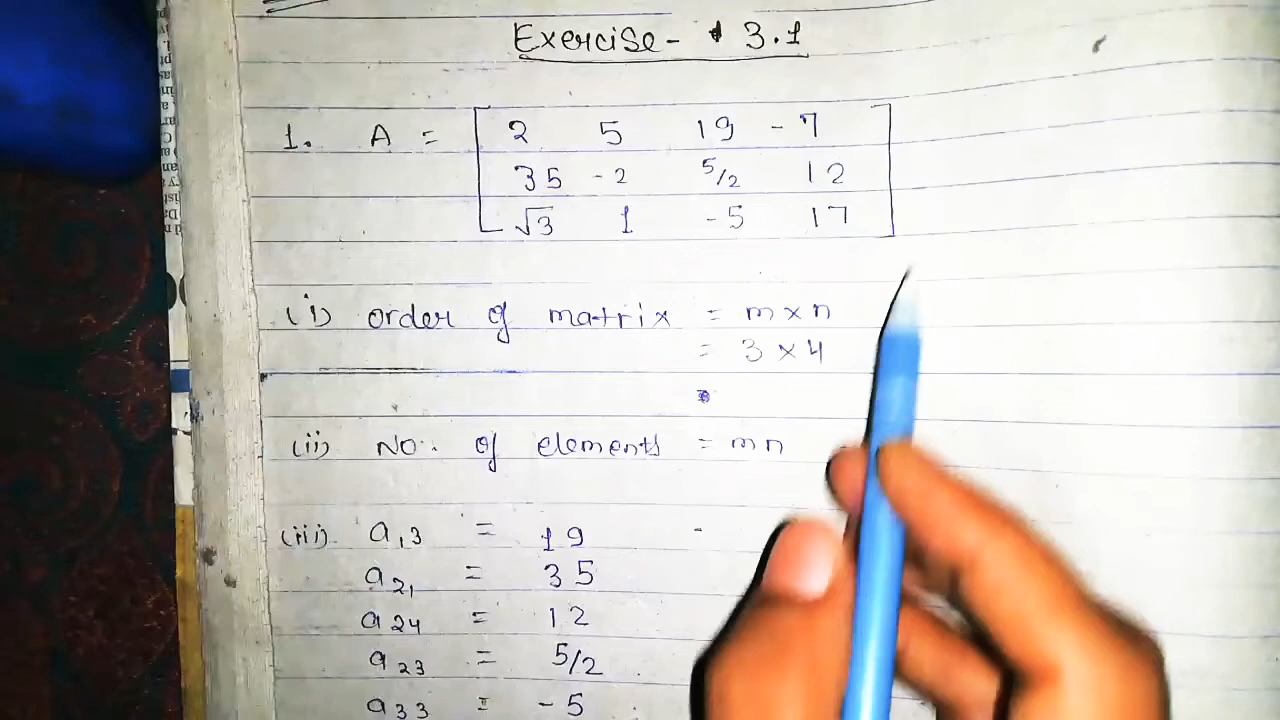 Exercise - 3.1
1. A = [ 2 5 19 -7
35 -2 5/2 12
√3 1 -5 17 ]
(i) order of matrix = m×n
= 3×4
(ii) No. of elements = mn
(iii). a13 = 19
a21 = 35
a24 = 12
a23 = 5/2
a33 = -5